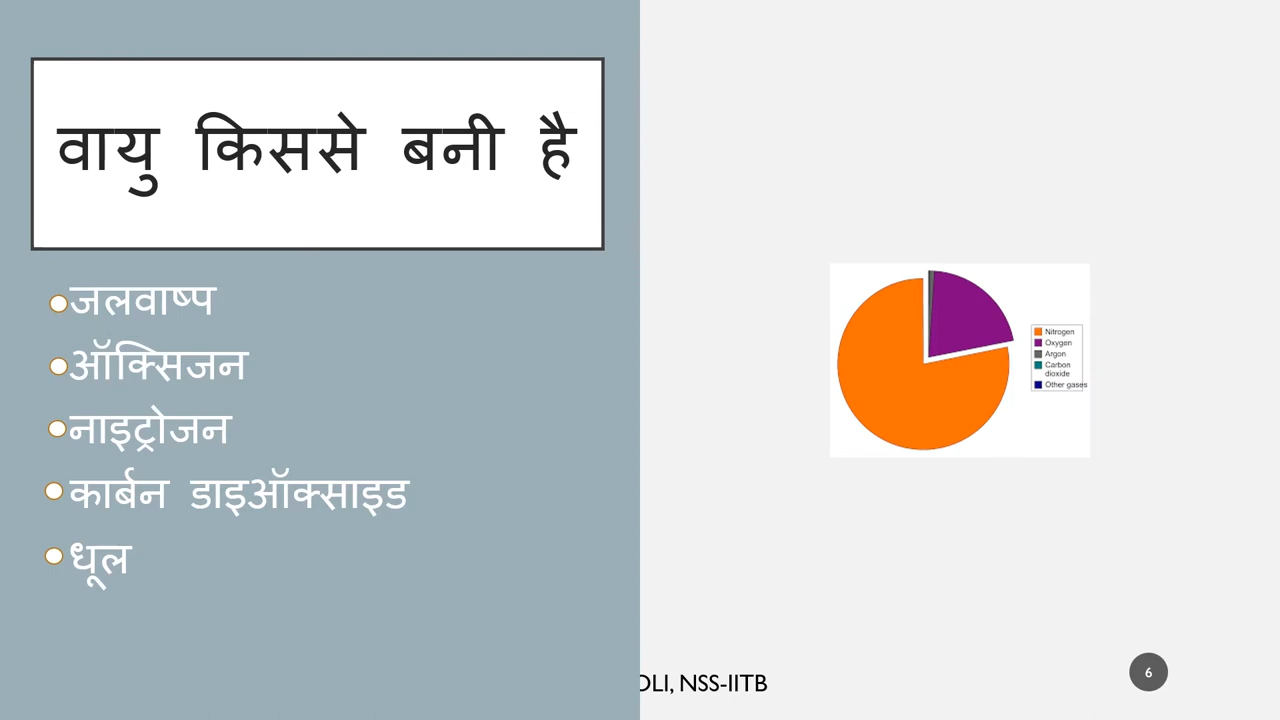 वायु किससे बनी है
जलवाष्प
ऑक्सिजन
नाइट्रोजन
कार्बन डाइऑक्साइड
धूल
Nitrogen
Oxygen
Argon
Carbon
dioxide
Other gases
NSS-IITB
6